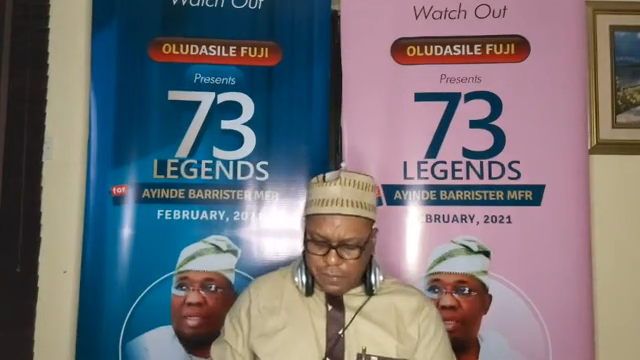 Watch Out
OLUDASILE FUJI
Presents
73
LEGENDS
for
AYINDE BARRISTER MFR
FEBRUARY,
Watch Out
OLUDASILE FUJI
Presents
73
LEGENDS
AYINDE BARRISTER MFR
FEBRUARY, 2021